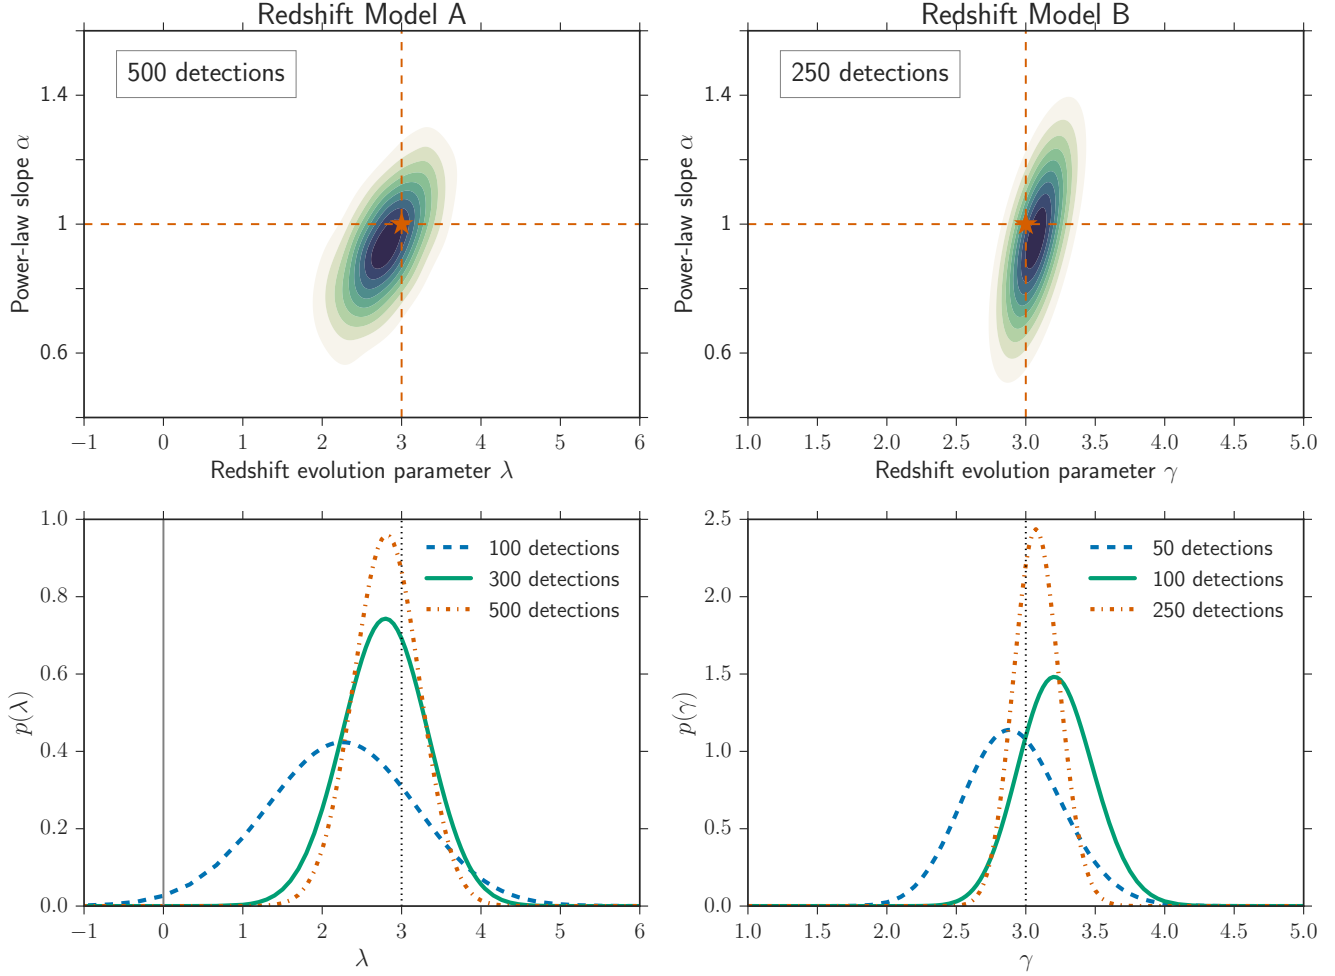 Redshift Model A
500 detections
Power-law slope α
1.4
1
0.6
−1 0 1 2 3 4 5 6
Redshift evolution parameter λ
Redshift Model B
250 detections
Power-law slope α
1.4
1
0.6
1.0 1.5 2.0 2.5 3.0 3.5 4.0 4.5 5.0
Redshift evolution parameter γ
100 detections
300 detections
500 detections
p(λ)
1.0
0.8
0.6
0.4
0.2
0.0
−1 0 1 2 3 4 5 6
λ
50 detections
100 detections
250 detections
p(γ)
2.5
2.0
1.5
1.0
0.5
0.0
1.0 1.5 2.0 2.5 3.0 3.5 4.0 4.5 5.0
γ